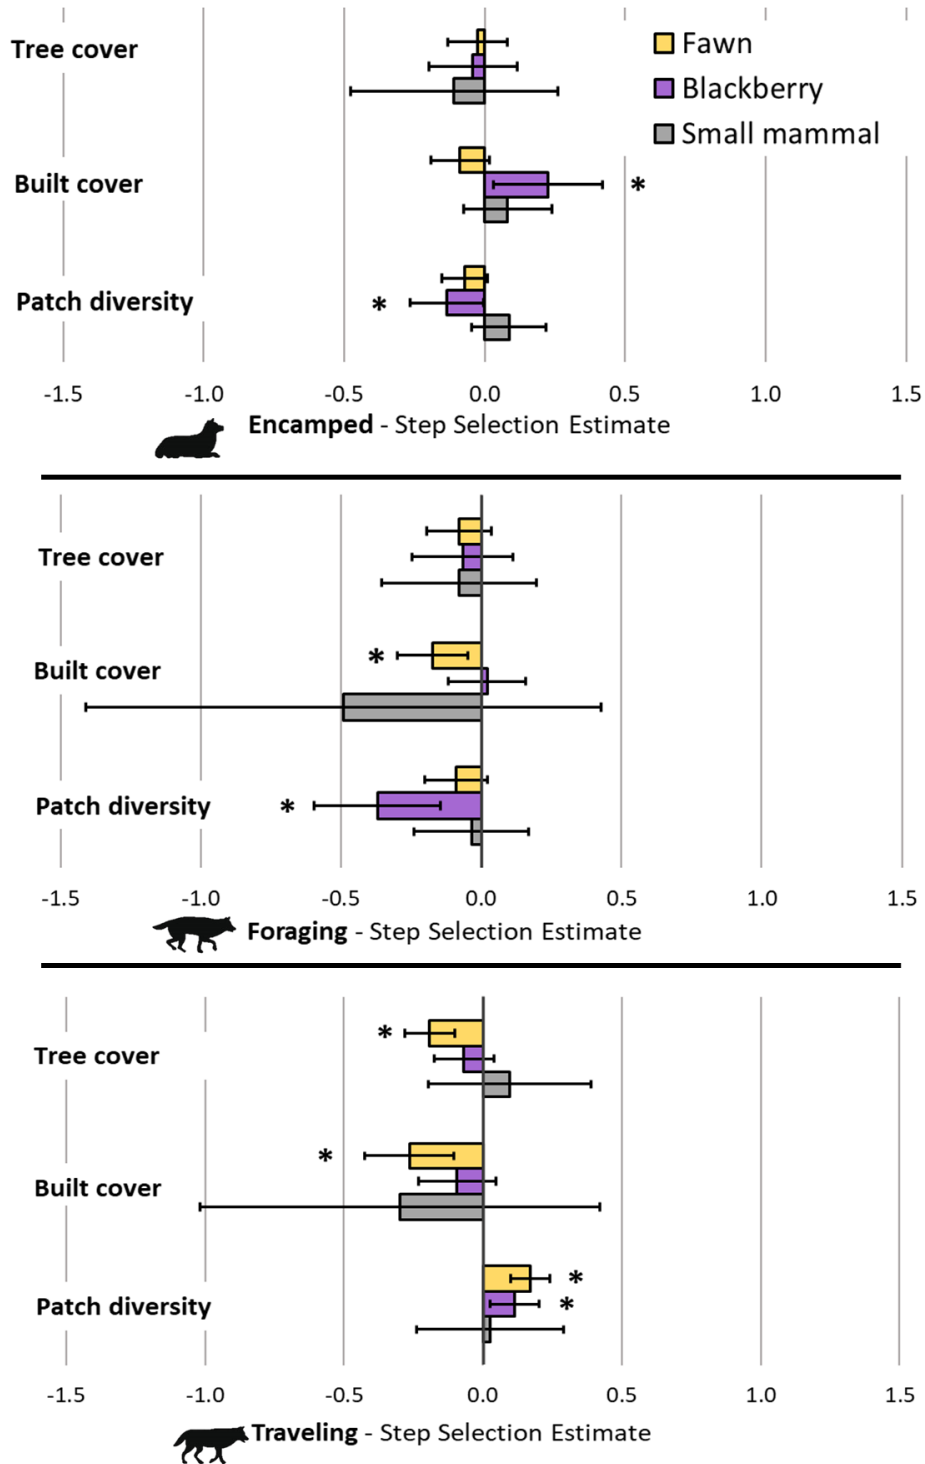 Tree cover
Fawn
Blackberry
Small mammal
Built cover
*
Patch diversity
*
-1.5 -1.0 -0.5 0.0 0.5 1.0 1.5
Encamped - Step Selection Estimate
Tree cover
Built cover
*
Patch diversity
*
-1.5 -1.0 -0.5 0.0 0.5 1.0 1.5
Foraging - Step Selection Estimate
*
Tree cover
*
Built cover
*
Patch diversity
*
-1.5 -1.0 -0.5 0.0 0.5 1.0 1.5
Traveling - Step Selection Estimate